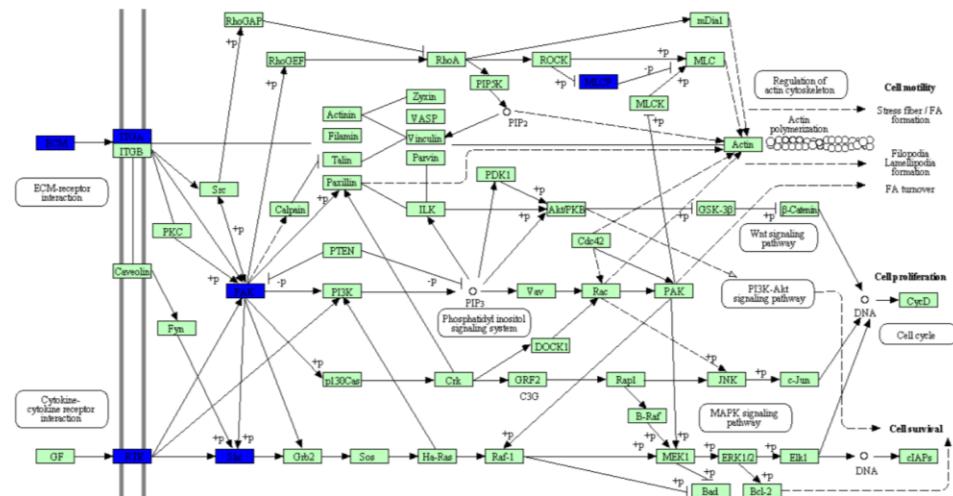 RhoGAP
mDia1
+p
+p
RhoGEF
RhoA
ROCK
+p
MLC
-p
+p
MLCP
+p
PIP5K
MLCK
PIP2
Regulation of
actin cytoskeleton
Cell motility
Stress fiber / FA
formation
Actinin
Zyxin
VASP
Filamin
Vinculin
Talin
Parvin
Actin
polymerization
Actin
ECM
ITGA
ITGB
Filopodia
Lamellipodia
formation
FA turnover
ECM-receptor
interaction
Src
Paxillin
+p
+p
Calpain
ILK
PDK1
+p
+p
+p
Akt/PKB
+p
GSK-3β
+p
β-Catenin
PKC
+p
Cdc42
Wnt signaling
pathway
PTEN
-p
-p
Caveolin
+p
FAK
PI3K
PIP3
Vav
Rac
PAK
PI3K-Akt
signaling pathway
Cell proliferation
DNA
CycD
Phosphatidyl inositol
signaling system
Fyn
DOCK1
Cell cycle
+p
p130Cas
Crk
GRF2
C3G
Rap1
+p
JNK
+p
c-Jun
Cytokine-
cytokine receptor
interaction
B-Raf
MAPK signaling
pathway
Cell survival
+p
+p
+p
+p
+p
+p
+p
GF
RTK
Shc
Grb2
Sos
Ha-Ras
Raf-1
MEK1
ERK1/2
Elk1
DNA
cIAPs
+p
+p
+p
Bad
Bcl-2